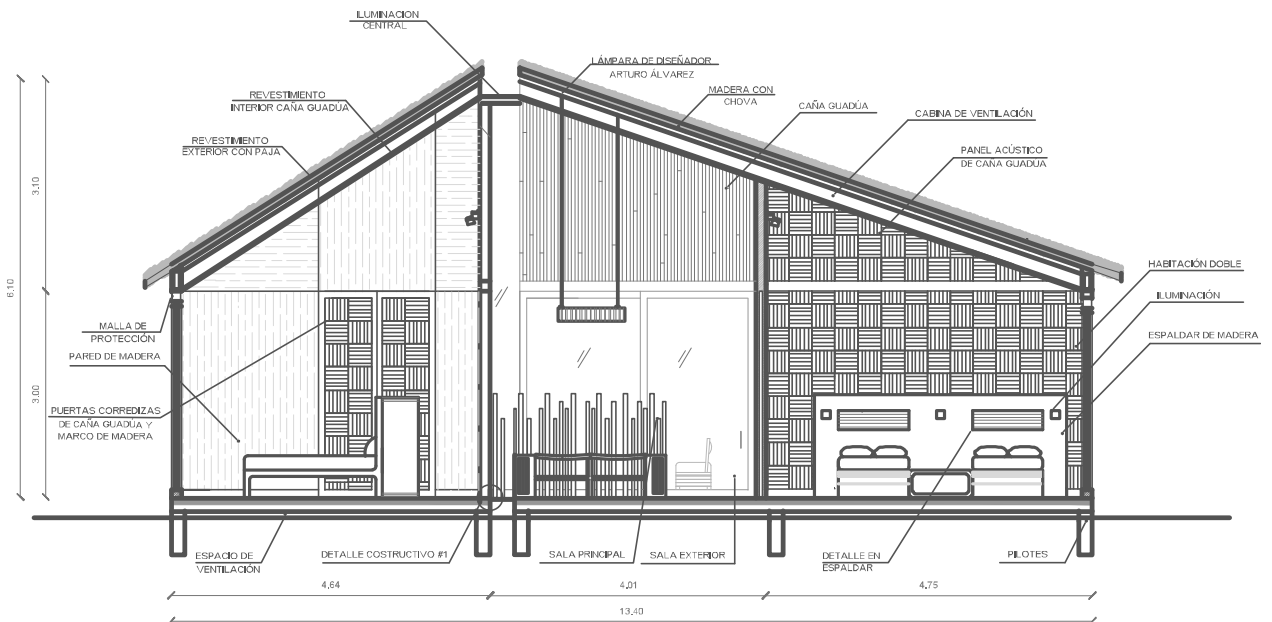 ILUMINACION
CENTRAL
LÁMPARA DE DISEÑADOR
ARTURO ÁLVAREZ
REVESTIMIENTO
INTERIOR CAÑA GUADÚA
MADERA CON
CHOVA
CAÑA GUADÚA
CABINA DE VENTILACIÓN
REVESTIMIENTO
EXTERIOR CON PAJA
PANEL ACÚSTICO
DE CAÑA GUADUA
3.10
6.10
HABITACIÓN DOBLE
ILUMINACIÓN
MALLA DE
PROTECCIÓN
ESPALDAR DE MADERA
PARED DE MADERA
3.00
PUERTAS CORREDIZAS
DE CAÑA GUADÚA Y
MARCO DE MADERA
ESPACIO DE
VENTILACIÓN
DETALLE COSTRUCTIVO #1
SALA PRINCIPAL
SALA EXTERIOR
DETALLE EN
ESPALDAR
PILOTES
4.64
4.01
4.75
13.40